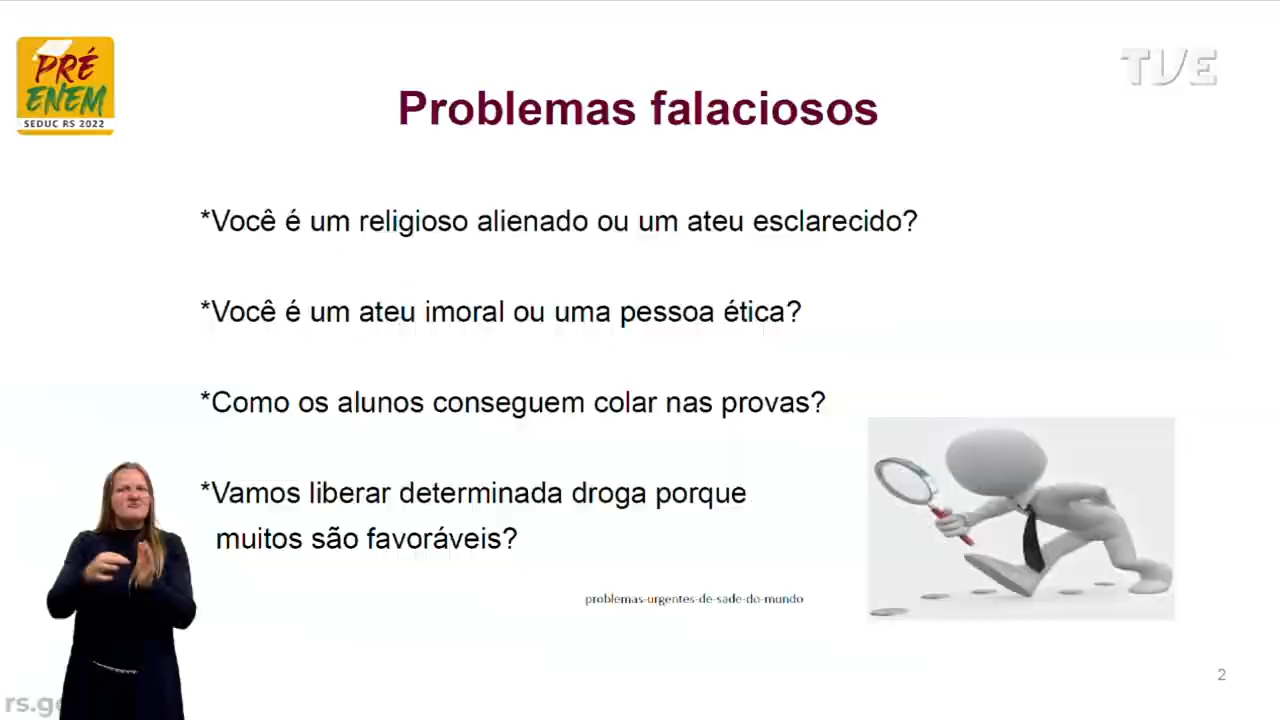 PRÉ
ENEM
SEDUC RS 2022
TVE
Problemas falaciosos
*Você é um religioso alienado ou um ateu esclarecido?
*Você é um ateu imoral ou uma pessoa ética?
*Como os alunos conseguem colar nas provas?
*Vamos liberar determinada droga porque
muitos são favoráveis?
problemas-urgentes-de-sade-do-mundo
2